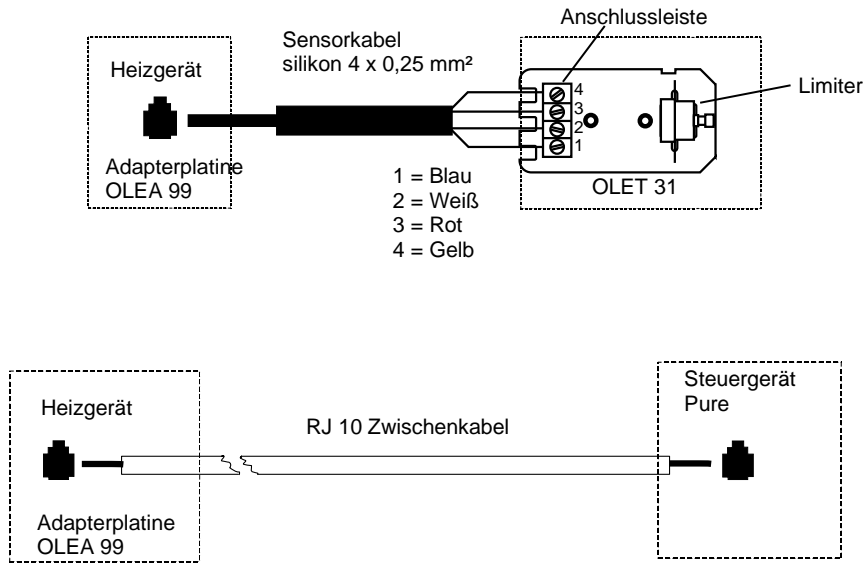 Anschlussleiste
Sensorkabel
silikon 4 x 0,25 mm²
Heizgerät
4
3
2
1
Limiter
Adapterplatine
OLEA 99
OLET 31
1 = Blau
2 = Weiß
3 = Rot
4 = Gelb
Heizgerät
RJ 10 Zwischenkabel
Steuergerät
Pure
Adapterplatine
OLEA 99